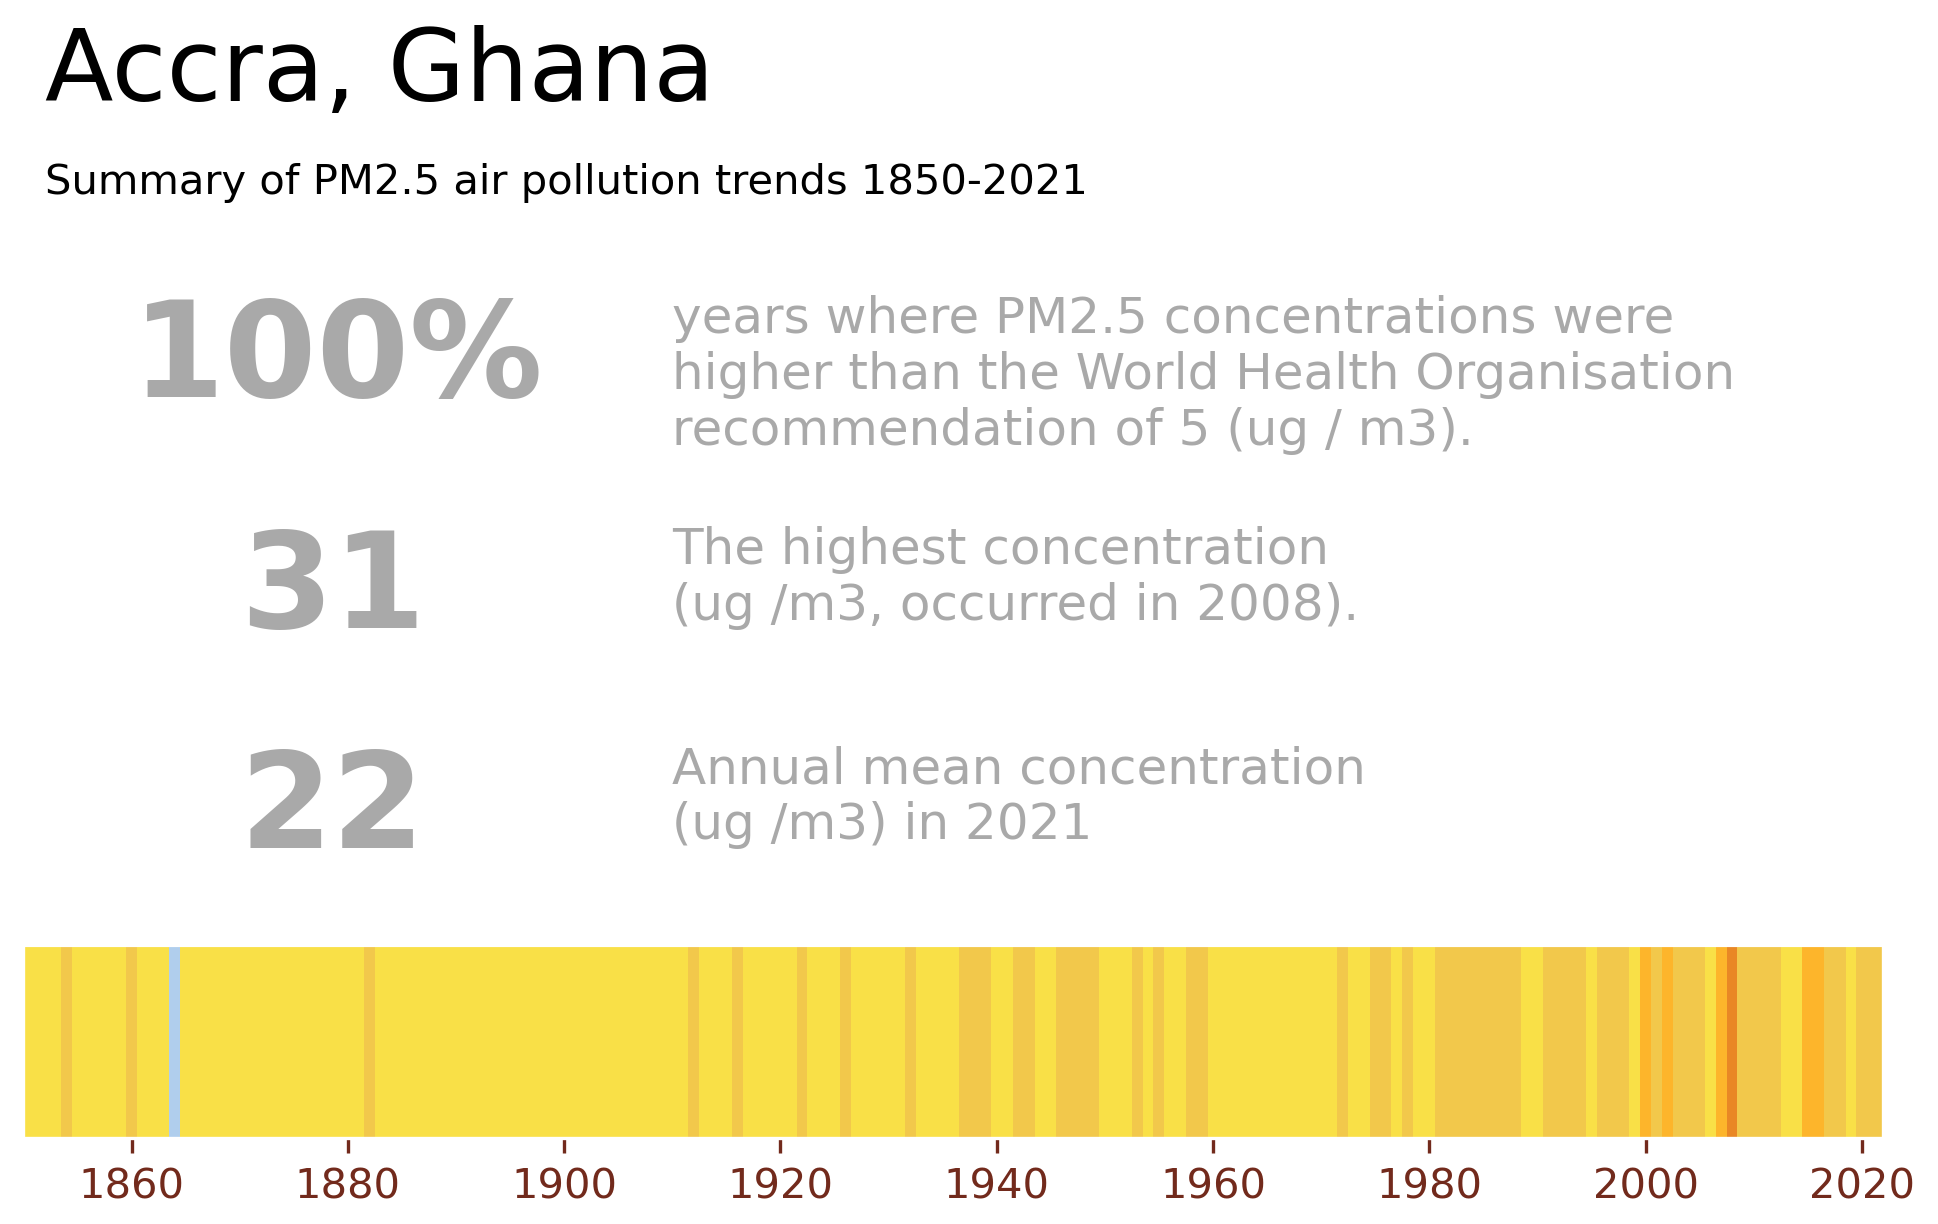 Accra, Ghana
Summary of PM2.5 air pollution trends 1850-2021
100%
years where PM2.5 concentrations were
higher than the World Health Organisation
recommendation of 5 (ug / m3).
31
The highest concentration
(ug /m3, occurred in 2008).
22
Annual mean concentration
(ug /m3) in 2021
1860 1880 1900 1920 1940 1960 1980 2000 2020